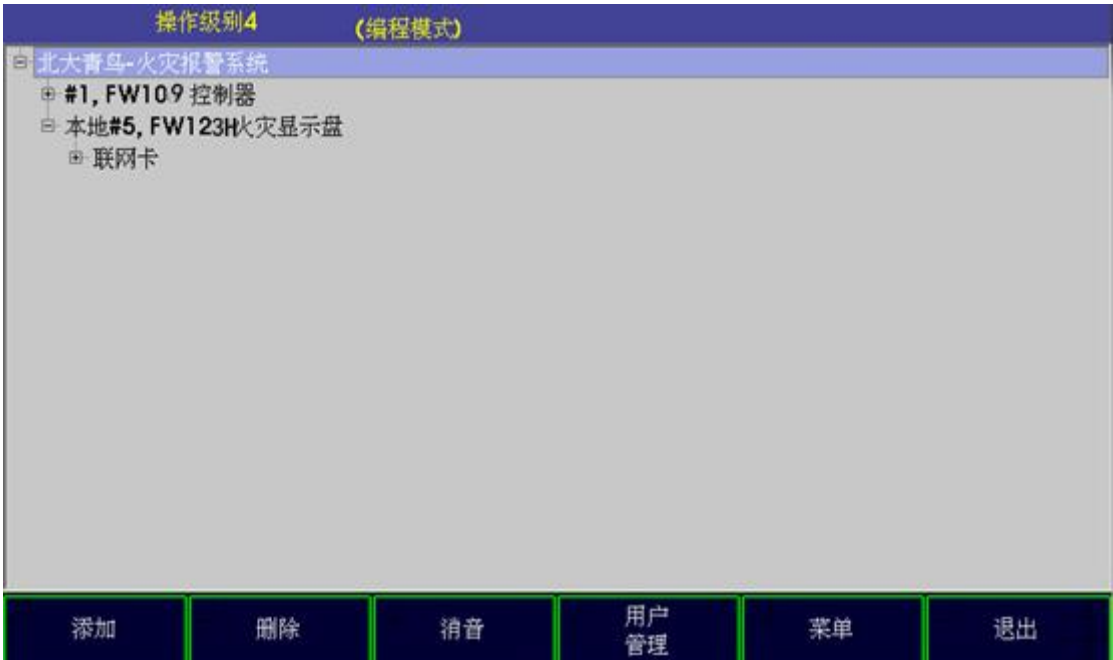 操作级别4 (编程模式)
北大青鸟-火灾报警系统
#1, FW109 控制器
本地#5, FW123H火灾显示盘
联网卡
添加
删除
消音
用户
管理
菜单
退出